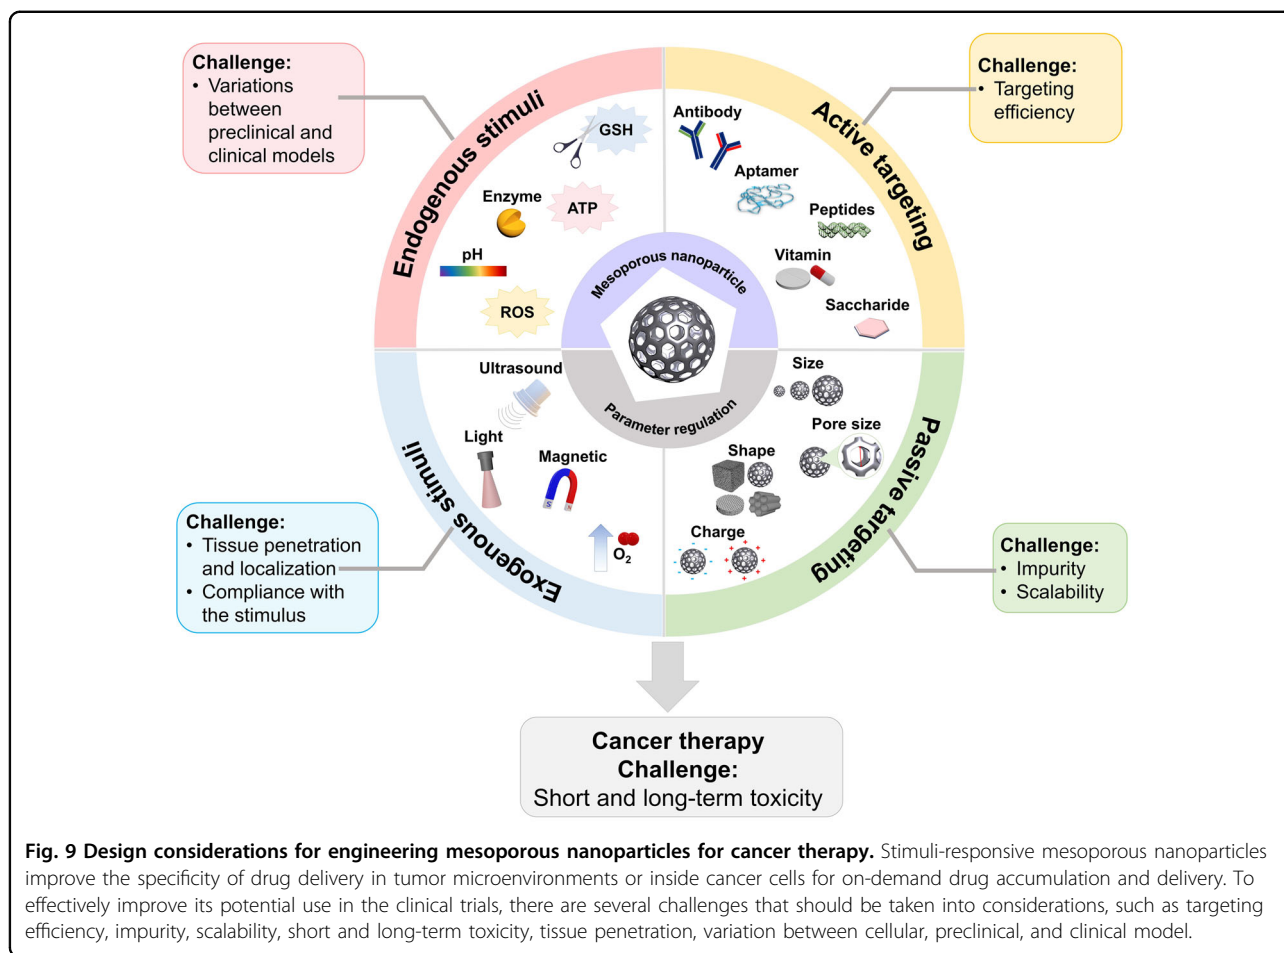 Challenge:
• Variations
between
preclinical and
clinical models
Endogenous stimuli
GSH
Enzyme
ATP
pH
ROS
Challenge:
• Targeting
efficiency
Active targeting
Antibody
Aptamer
Peptides
Vitamin
Saccharide
Mesoporous nanoparticle
Parameter regulation
Challenge:
• Tissue penetration
and localization
• Compliance with
the stimulus
Exogenous stimuli
Ultrasound
Light
Magnetic
S
N
O2
Passive targeting
Size
Pore size
Shape
Charge
Challenge:
• Impurity
• Scalability
Cancer therapy
Challenge:
Short and long-term toxicity
Fig. 9 Design considerations for engineering mesoporous nanoparticles for cancer therapy. Stimuli-responsive mesoporous nanoparticles
improve the specificity of drug delivery in tumor microenvironments or inside cancer cells for on-demand drug accumulation and delivery. To
effectively improve its potential use in the clinical trials, there are several challenges that should be taken into considerations, such as targeting
efficiency, impurity, scalability, short and long-term toxicity, tissue penetration, variation between cellular, preclinical, and clinical model.